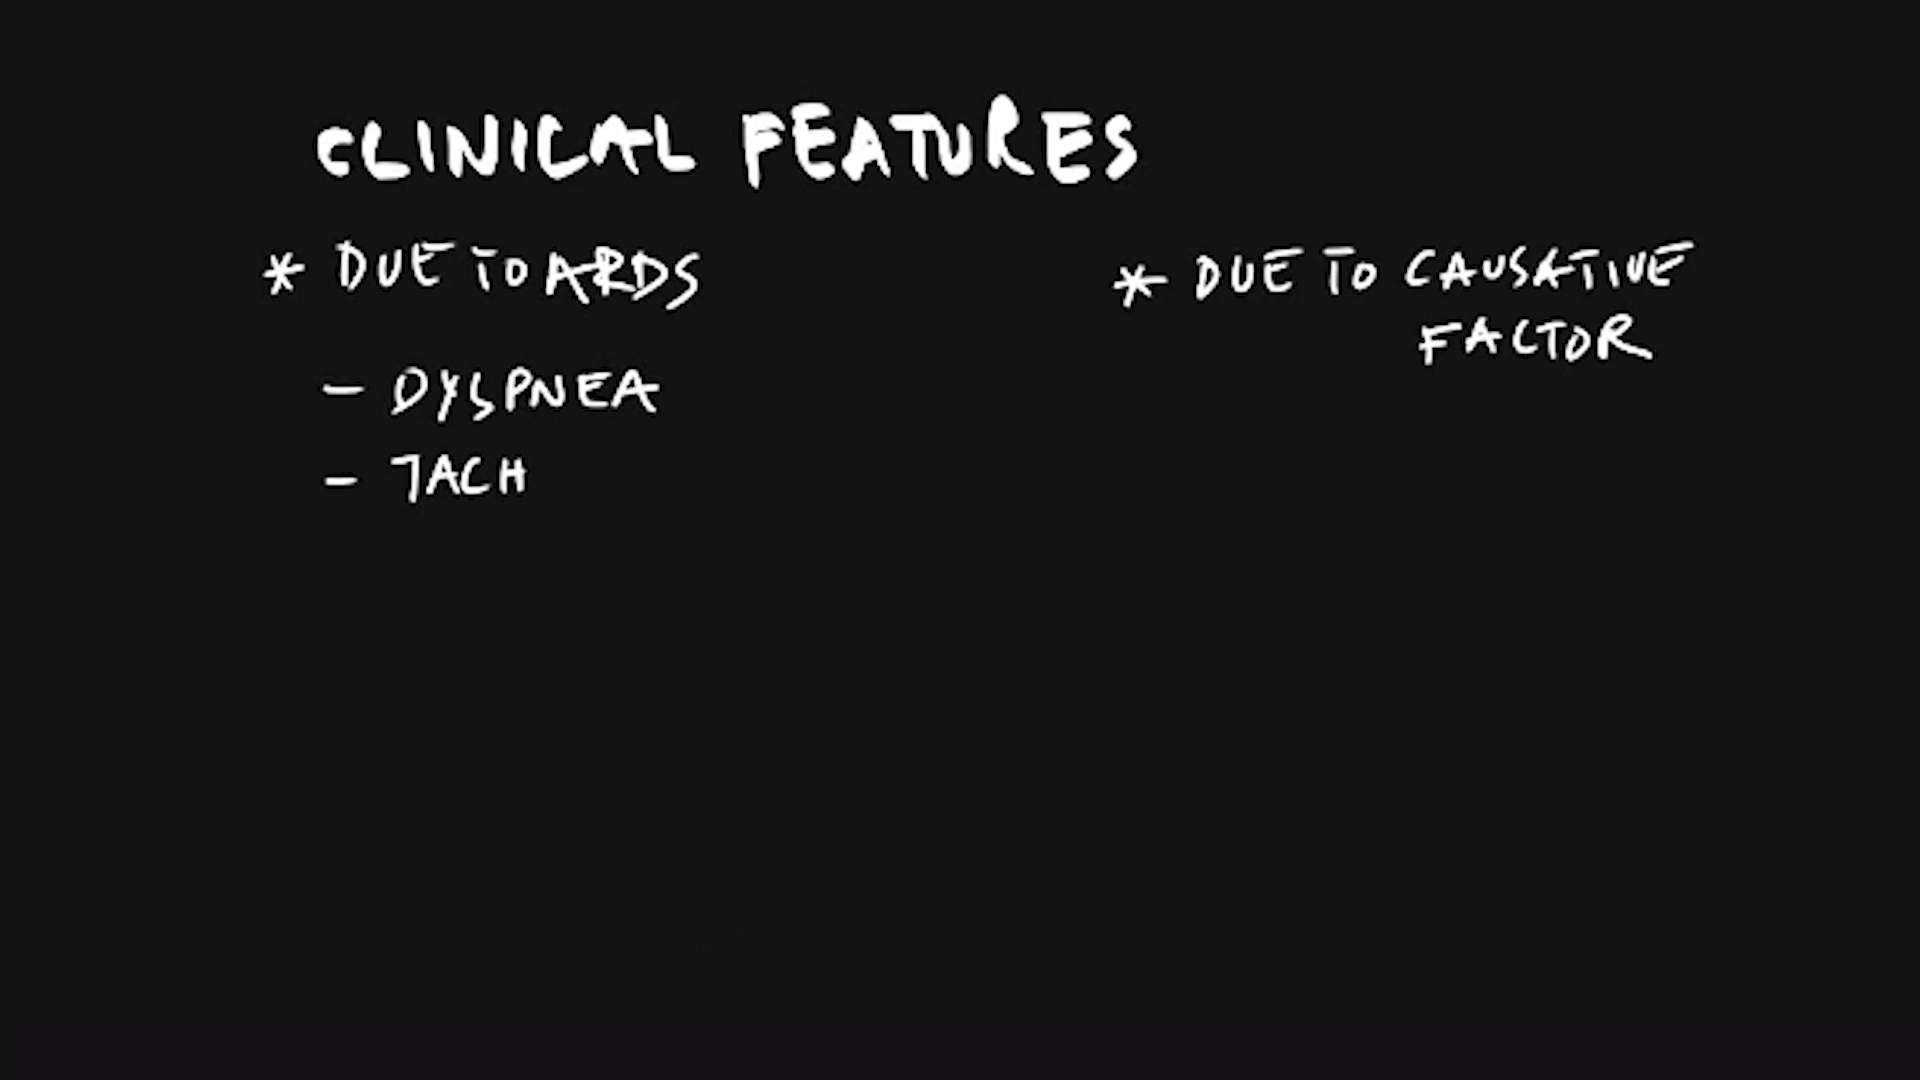 CLINICAL FEATURES
* DUE TO ARDS
- DYSPNEA
- TACH
* DUE TO CAUSATIVE
FACTOR